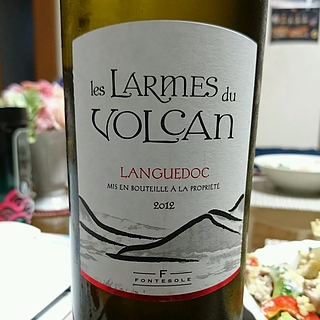 les LARMES du
VOLCAN
LANGUEDOC
MIS EN BOUTEILLE À LA PROPRIÉTÉ
2012
F
FONTESOLE